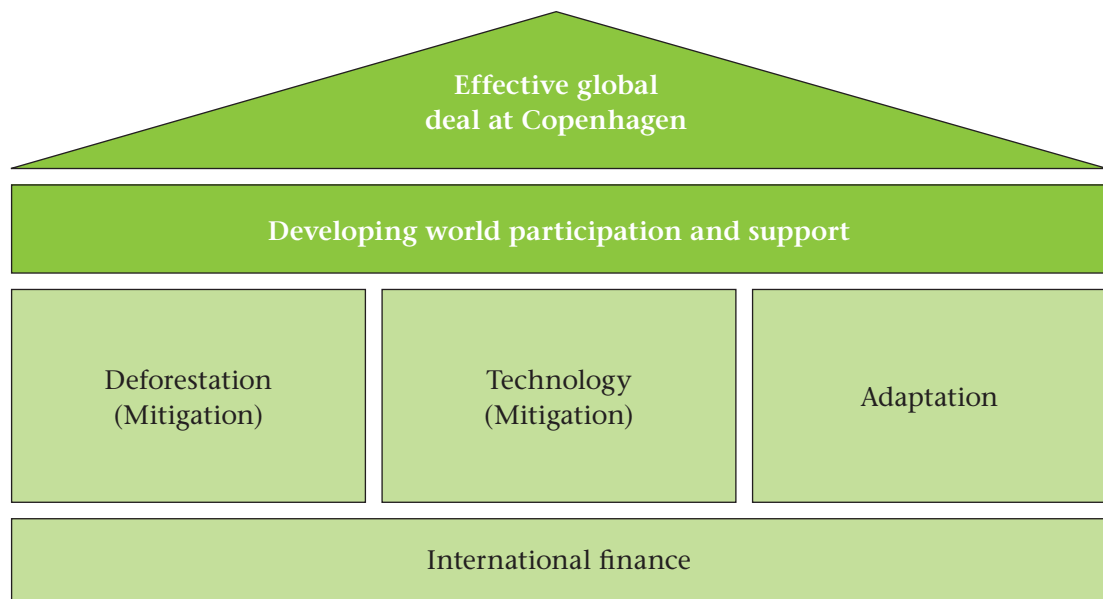 Effective global
deal at Copenhagen
Developing world participation and support
Deforestation
(Mitigation)
Technology
(Mitigation)
Adaptation
International finance